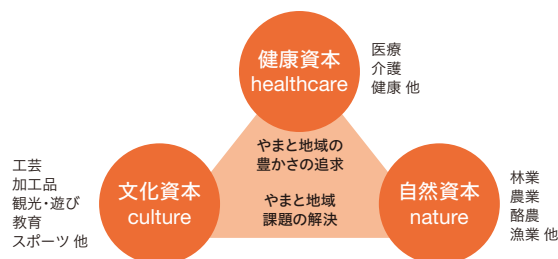 健康資本
healthcare
医療
介護
健康 他
やまと地域の
豊かさの追求
やまと地域
課題の解決
工芸
加工品
観光・遊び
教育
スポーツ 他
文化資本
culture
自然資本
nature
林業
農業
酪農
漁業 他